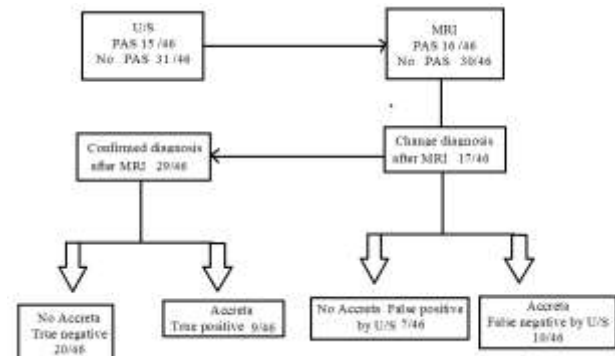 U/S
PAS 15 /46
No PAS 31 /46
MRI
PAS 16 /46
No PAS 30/46
Confirmed diagnosis
after MRI 29/46
Change diagnosis
after MRI 17/46
No Accreta
True negative
20/46
Accreta
True positive 9/46
No Accreta False positive
by U/S 7/46
Accreta
False negative by U/S
10/46